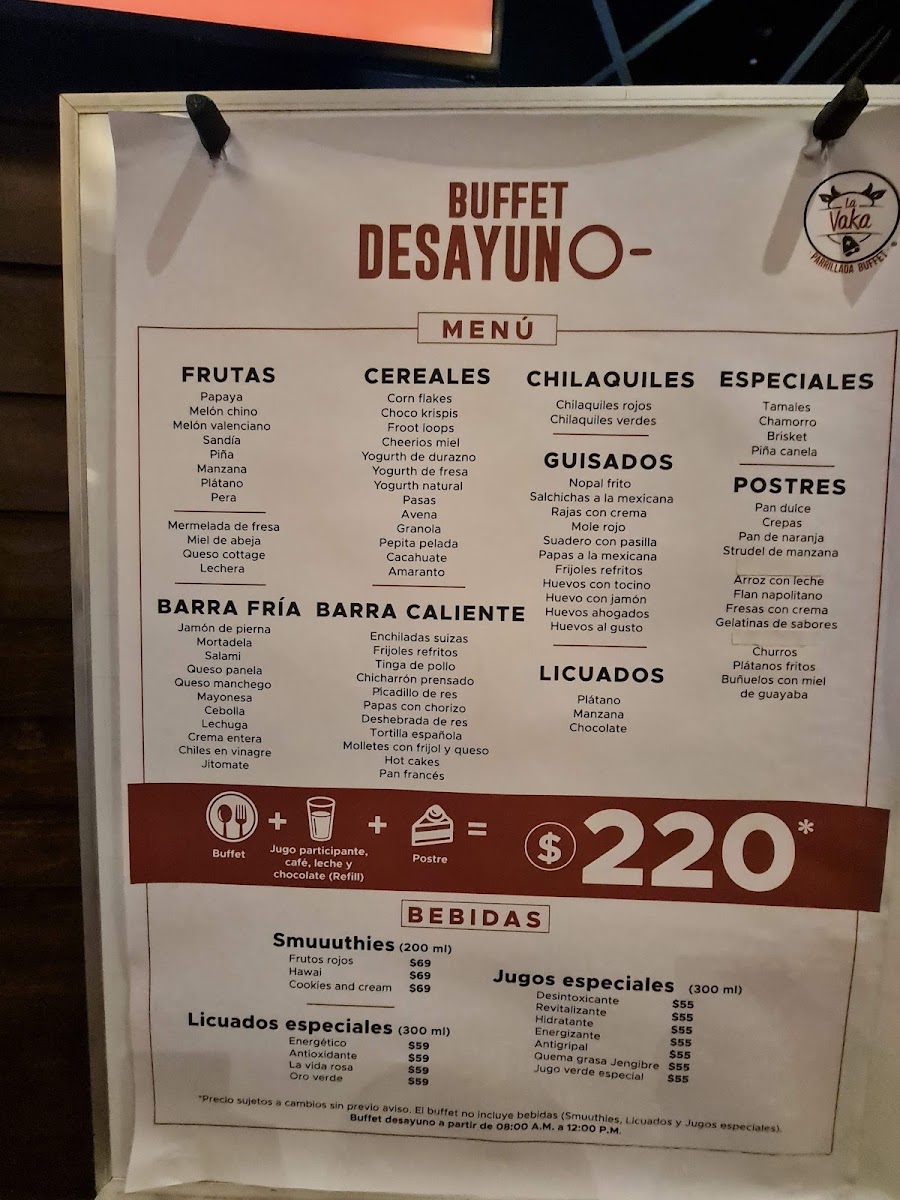 BUFFET
DESAYUNO-
La
Vaka
PARRILLADA BUFFET
MENÚ
FRUTAS
Papaya
Melón chino
Melón valenciano
Sandía
Piña
Manzana
Plátano
Pera
Mermelada de fresa
Miel de abeja
Queso cottage
Lechera
CEREALES
Corn flakes
Choco krispis
Froot loops
Cheerios miel
Yogurth de durazno
Yogurth de fresa
Yogurth natural
Pasas
Avena
Granola
Pepita pelada
Cacahuate
Amaranto
CHILAQUILES
Chilaquiles rojos
Chilaquiles verdes
GUISADOS
Nopal frito
Salchichas a la mexicana
Rajas con crema
Mole rojo
Suadero con pasilla
Papas a la mexicana
Frijoles refritos
Huevos con tocino
Huevo con jamón
Huevos ahogados
Huevos al gusto
LICUADOS
Plátano
Manzana
Chocolate
ESPECIALES
Tamales
Chamorro
Brisket
Piña canela
POSTRES
Pan dulce
Crepas
Pan de naranja
Strudel de manzana
Arroz con leche
Flan napolitano
Fresas con crema
Gelatinas de sabores
Churros
Plátanos fritos
Buñuelos con miel
de guayaba
BARRA FRÍA
Jamón de pierna
Mortadela
Salami
Queso panela
Queso manchego
Mayonesa
Cebolla
Lechuga
Crema entera
Chiles en vinagre
Jitomate
BARRA CALIENTE
Enchiladas suizas
Frijoles refritos
Tinga de pollo
Chicharrón prensado
Picadillo de res
Papas con chorizo
Deshebrada de res
Tortilla española
Molletes con frijol y queso
Hot cakes
Pan francés
Buffet
+
Jugo participante,
café, leche y
chocolate (Refill)
+
Postre
=
$220*
BEBIDAS
Smuuuthies (200 ml)
Frutos rojos $69
Hawai $69
Cookies and cream $69
Licuados especiales (300 ml)
Energético $59
Antioxidante $59
La vida rosa $59
Oro verde $59
Jugos especiales (300 ml)
Desintoxicante $55
Revitalizante $55
Hidratante $55
Energizante $55
Antigripal $55
Quema grasa Jengibre $55
Jugo verde especial $55
*Precio sujetos a cambios sin previo aviso. El buffet no incluye bebidas (Smuuthies, Licuados y Jugos especiales).
Buffet desayuno a partir de 08:00 A.M. a 12:00 P.M.